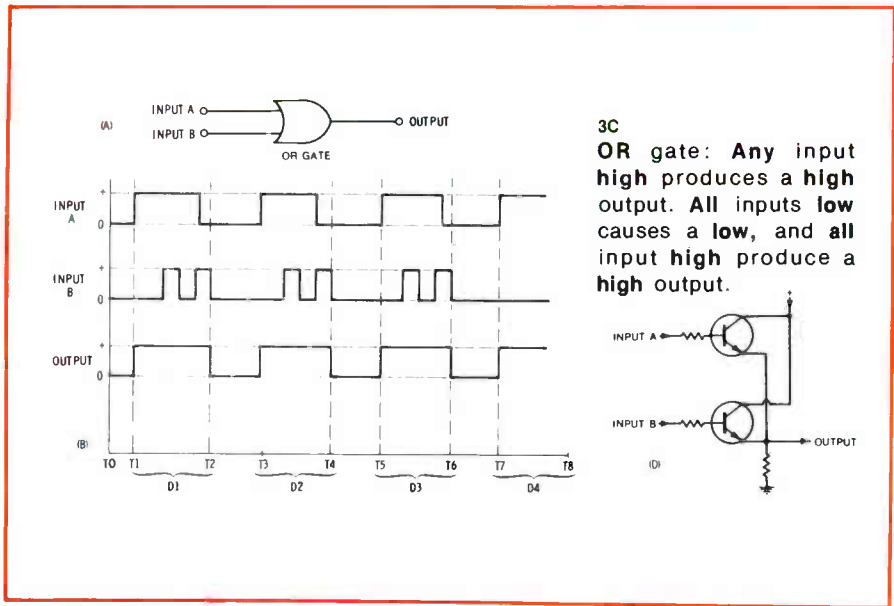 (A)
INPUT A
INPUT B
OUTPUT
OR GATE
INPUT
A
+
0
INPUT
B
+
0
OUTPUT
+
0
(B)
T0 T1 T2 T3 T4 T5 T6 T7 T8
D1 D2 D3 D4
3C
OR gate: Any input
high produces a high
output. All inputs low
causes a low, and all
input high produce a
high output.
+
INPUT A
INPUT B
OUTPUT
(D)